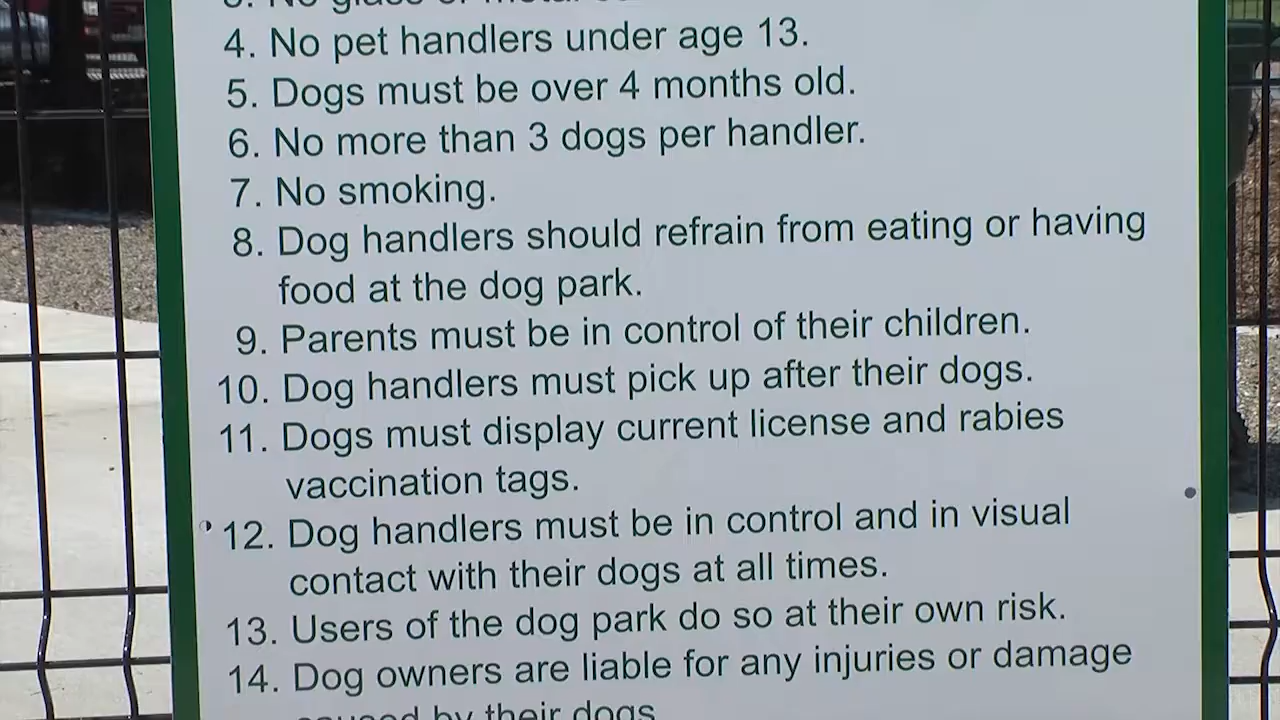 4. No pet handlers under age 13.
5. Dogs must be over 4 months old.
6. No more than 3 dogs per handler.
7. No smoking.
8. Dog handlers should refrain from eating or having
food at the dog park.
9. Parents must be in control of their children.
10. Dog handlers must pick up after their dogs.
11. Dogs must display current license and rabies
vaccination tags.
12. Dog handlers must be in control and in visual
contact with their dogs at all times.
13. Users of the dog park do so at their own risk.
14. Dog owners are liable for any injuries or damage
caused by their dogs